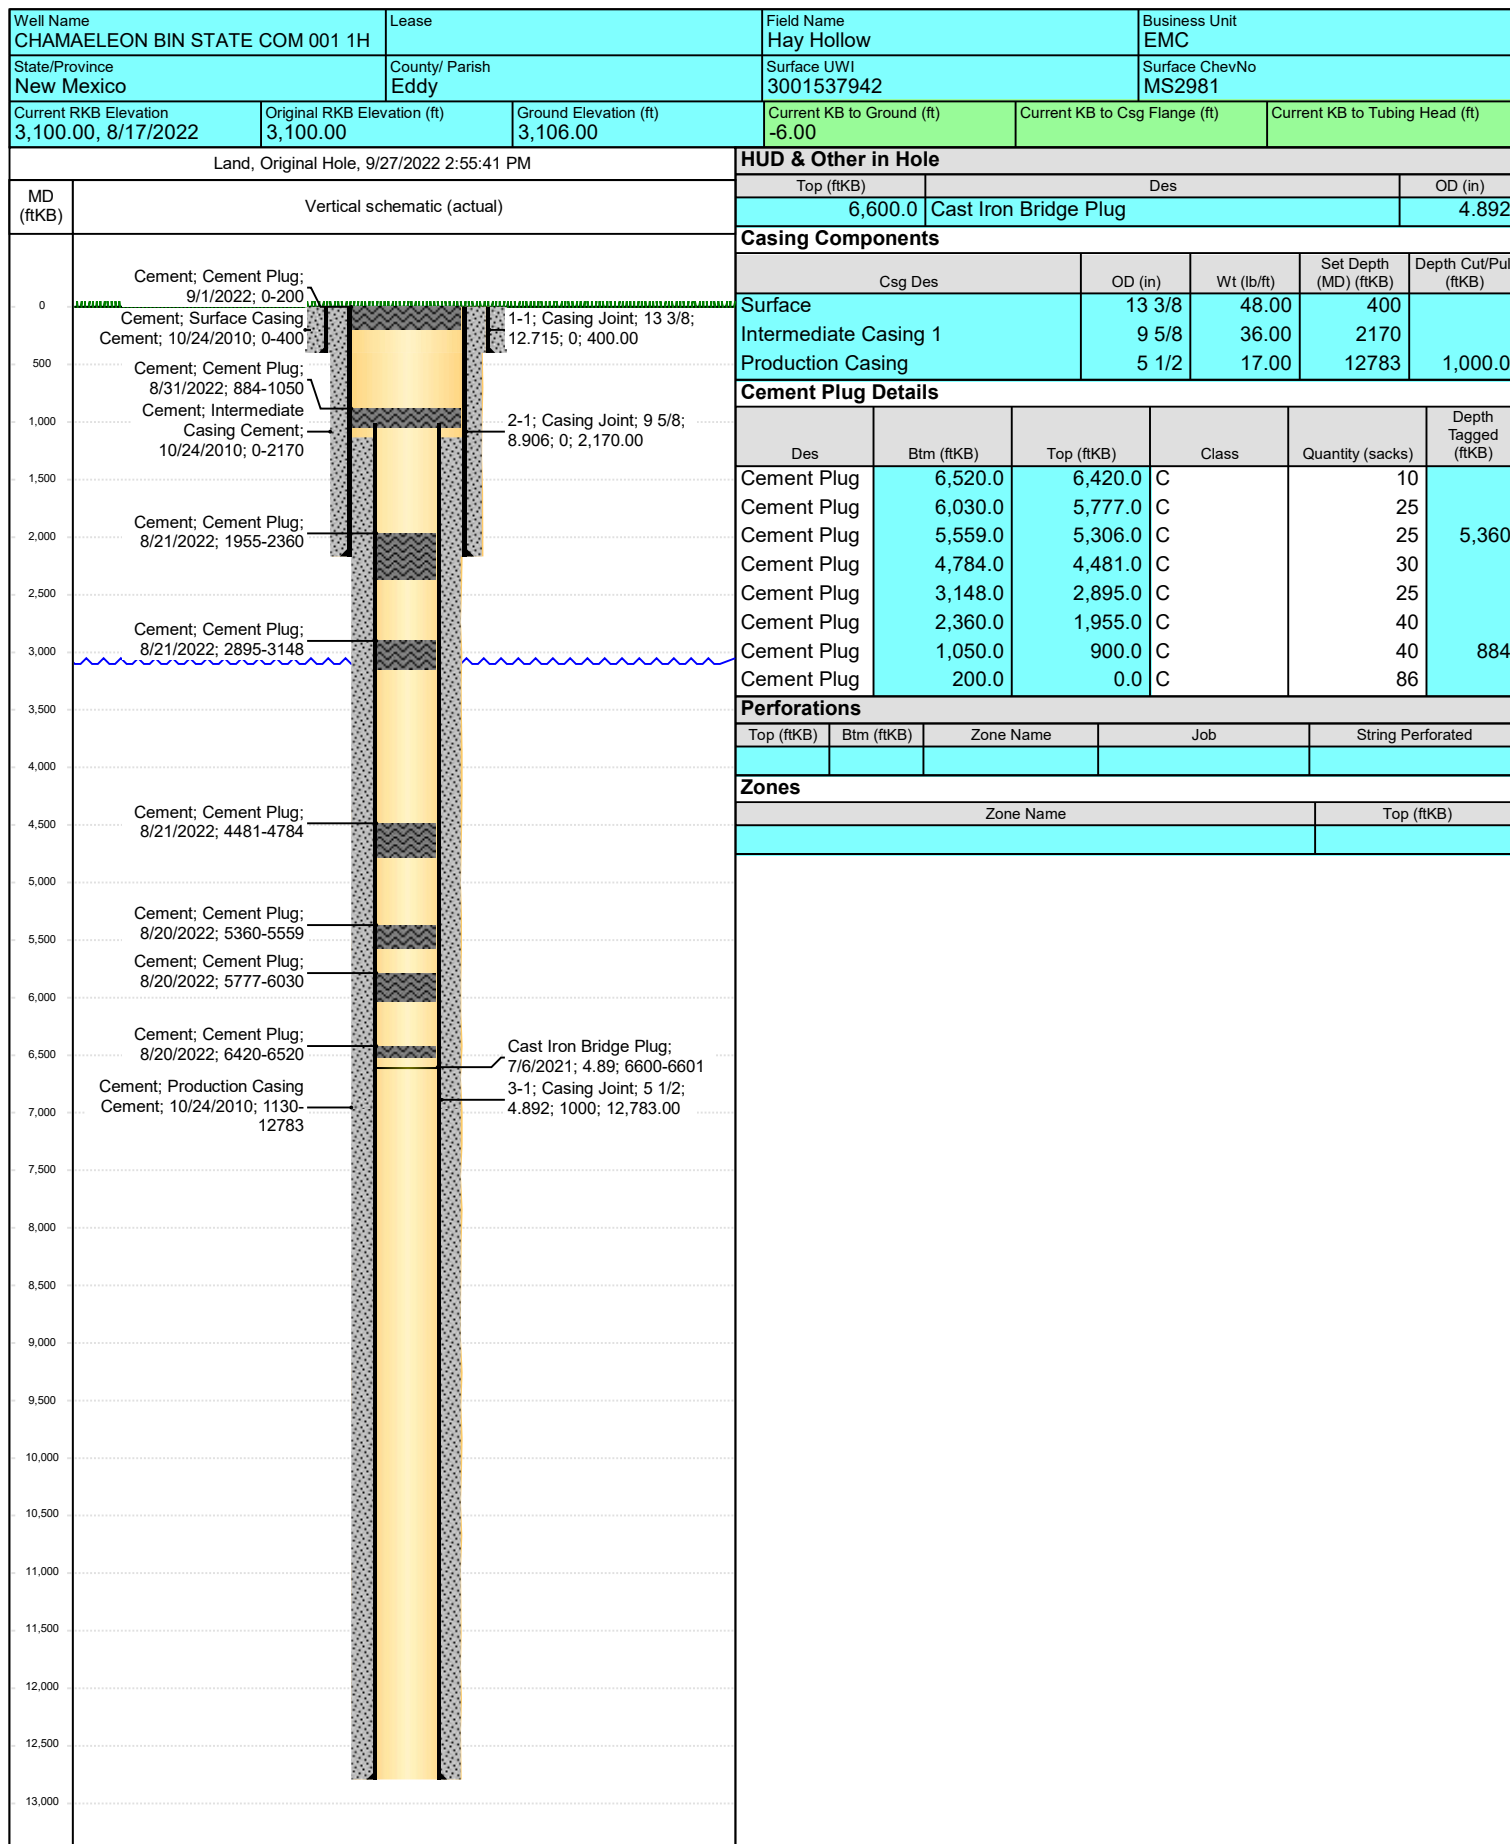 Well Name
CHAMAELEON BIN STATE COM 001 1H
Lease
Field Name
Hay Hollow
Business Unit
EMC
State/Province
New Mexico
County/ Parish
Eddy
Surface UWI
3001537942
Surface ChevNo
MS2981
Current RKB Elevation
3,100.00, 8/17/2022
Original RKB Elevation (ft)
3,100.00
Ground Elevation (ft)
3,106.00
Current KB to Ground (ft)
-6.00
Current KB to Csg Flange (ft)
Current KB to Tubing Head (ft)
Land, Original Hole, 9/27/2022 2:55:41 PM
MD
(ftKB)
Vertical schematic (actual)
Cement; Cement Plug;
9/1/2022; 0-200
Cement; Surface Casing
Cement; 10/24/2010; 0-400
Cement; Cement Plug;
8/31/2022; 884-1050
Cement; Intermediate
Casing Cement;
10/24/2010; 0-2170
1-1; Casing Joint; 13 3/8;
12.715; 0; 400.00
2-1; Casing Joint; 9 5/8;
8.906; 0; 2,170.00
Cement; Cement Plug;
8/21/2022; 1955-2360
Cement; Cement Plug;
8/21/2022; 2895-3148
Cement; Cement Plug;
8/21/2022; 4481-4784
Cement; Cement Plug;
8/20/2022; 5360-5559
Cement; Cement Plug;
8/20/2022; 5777-6030
Cement; Cement Plug;
8/20/2022; 6420-6520
Cast Iron Bridge Plug;
7/6/2021; 4.89; 6600-6601
Cement; Production Casing
Cement; 10/24/2010; 1130-
12783
3-1; Casing Joint; 5 1/2;
4.892; 1000; 12,783.00
0
500
1,000
1,500
2,000
2,500
3,000
3,500
4,000
4,500
5,000
5,500
6,000
6,500
7,000
7,500
8,000
8,500
9,000
9,500
10,000
10,500
11,000
11,500
12,000
12,500
13,000
HUD & Other in Hole
Top (ftKB) Des OD (in)
6,600.0 Cast Iron Bridge Plug 4.892
Casing Components
Csg Des OD (in) Wt (lb/ft) Set Depth (MD) (ftKB) Depth Cut/Pul (ftKB)
Surface 13 3/8 48.00 400
Intermediate Casing 1 9 5/8 36.00 2170
Production Casing 5 1/2 17.00 12783 1,000.0
Cement Plug Details
Des Btm (ftKB) Top (ftKB) Class Quantity (sacks) Depth Tagged (ftKB)
Cement Plug 6,520.0 6,420.0 C 10
Cement Plug 6,030.0 5,777.0 C 25
Cement Plug 5,559.0 5,306.0 C 25 5,360
Cement Plug 4,784.0 4,481.0 C 30
Cement Plug 3,148.0 2,895.0 C 25
Cement Plug 2,360.0 1,955.0 C 40
Cement Plug 1,050.0 900.0 C 40 884
Cement Plug 200.0 0.0 C 86
Perforations
Top (ftKB) Btm (ftKB) Zone Name Job String Perforated
Zones
Zone Name Top (ftKB)